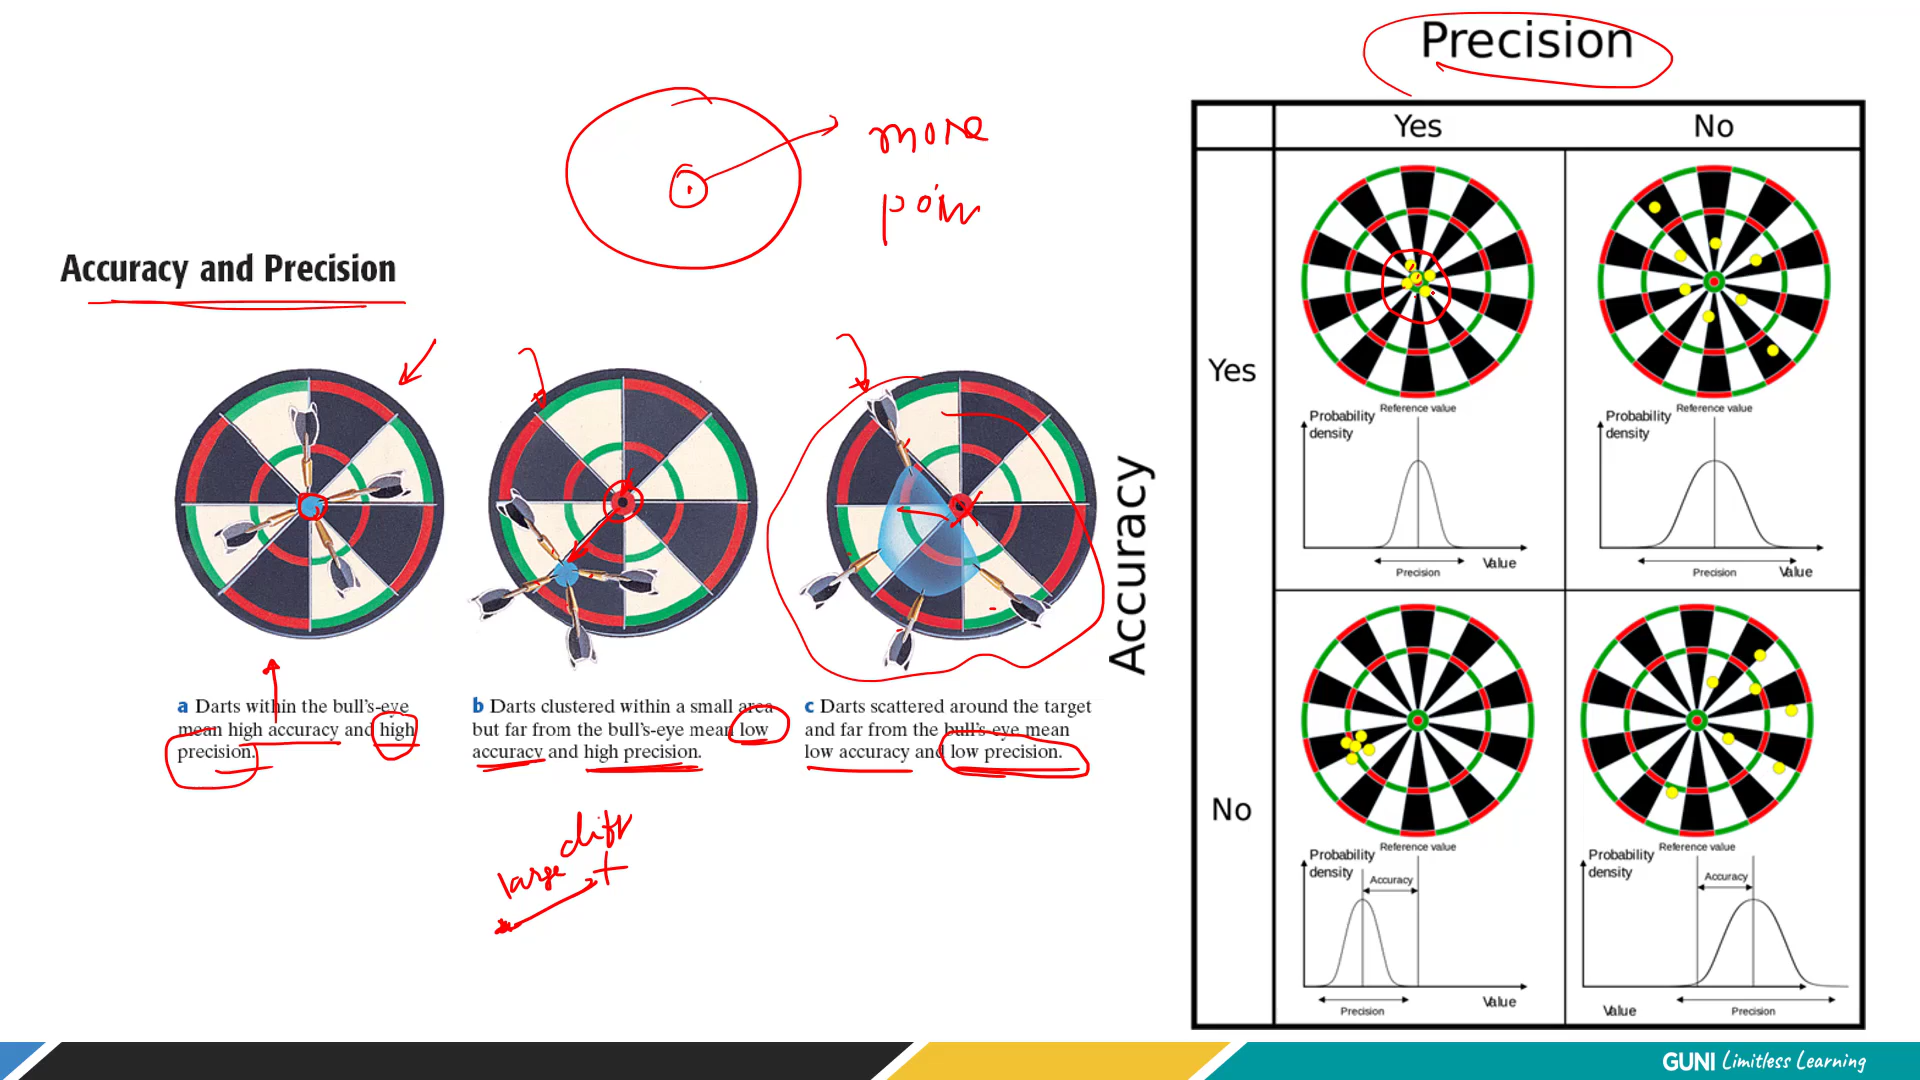 Precision
more
poin
Accuracy and Precision
Yes
No
Yes
Reference value
Probability
density
Precision
Value
Reference value
Probability
density
Precision
Value
Accuracy
a Darts within the bull's-eye
mean high accuracy and high
precision.
b Darts clustered within a small area
but far from the bull's-eye mean low
accuracy and high precision.
c Darts scattered around the target
and far from the bull's-eye mean
low accuracy and low precision.
large diff
No
Reference value
Probability
density
Accuracy
Precision
Value
Reference value
Probability
density
Accuracy
Value
Precision
GUNI Limitless Learning